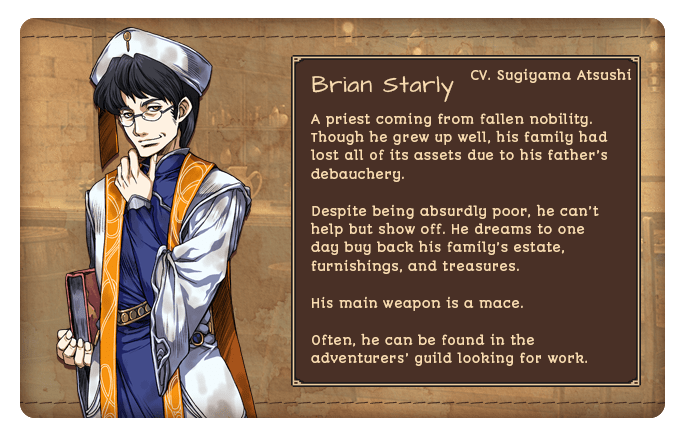 Brian Starly
CV. Sugiyama Atsushi
A priest coming from fallen nobility.
Though he grew up well, his family had
lost all of its assets due to his father's
debauchery.
Despite being absurdly poor, he can't
help but show off. He dreams to one
day buy back his family's estate,
furnishings, and treasures.
His main weapon is a mace.
Often, he can be found in the
adventurers' guild looking for work.